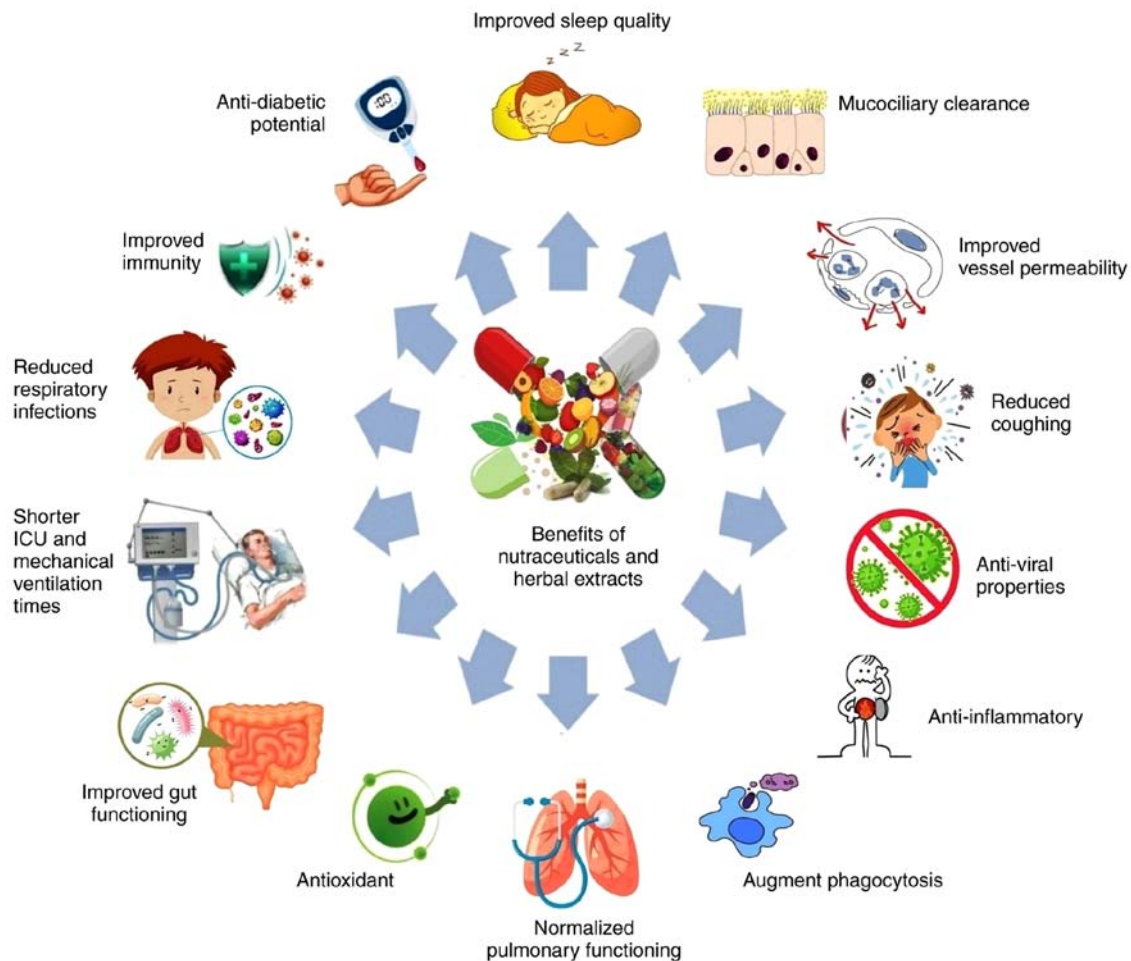 Improved sleep quality
Anti-diabetic
potential
Mucociliary clearance
Improved
immunity
Improved
vessel permeability
Reduced
respiratory
infections
Reduced
coughing
Benefits of
nutraceuticals and
herbal extracts
Shorter
ICU and
mechanical
ventilation
times
Anti-viral
properties
Anti-inflammatory
Improved gut
functioning
Antioxidant
Augment phagocytosis
Normalized
pulmonary functioning